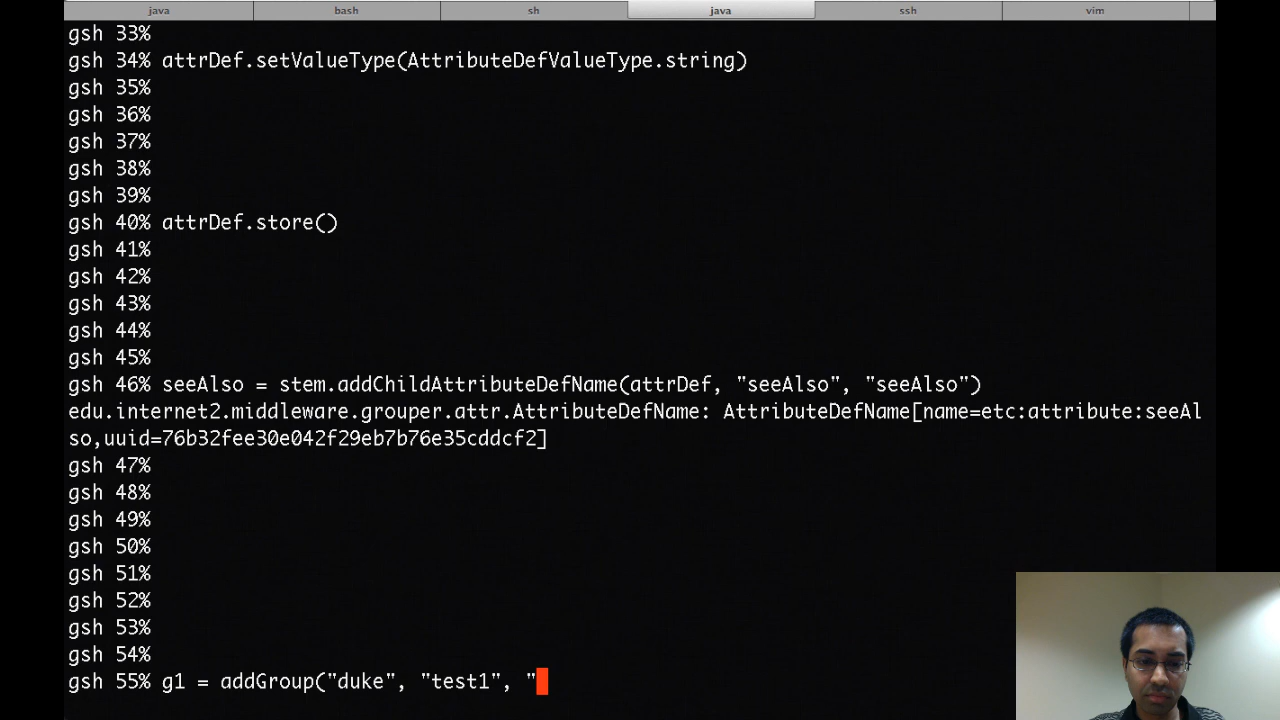 java bash sh java ssh vim
gsh 33%
gsh 34% attrDef.setValueType(AttributeDefValueType.string)
gsh 35%
gsh 36%
gsh 37%
gsh 38%
gsh 39%
gsh 40% attrDef.store()
gsh 41%
gsh 42%
gsh 43%
gsh 44%
gsh 45%
gsh 46% seeAlso = stem.addChildAttributeDefName(attrDef, "seeAlso", "seeAlso")
edu.internet2.middleware.grouper.attr.AttributeDefName: AttributeDefName[name=etc:attribute:seeAl
so,uuid=76b32fee30e042f29eb7b76e35cddcf2]
gsh 47%
gsh 48%
gsh 49%
gsh 50%
gsh 51%
gsh 52%
gsh 53%
gsh 54%
gsh 55% g1 = addGroup("duke", "test1", "